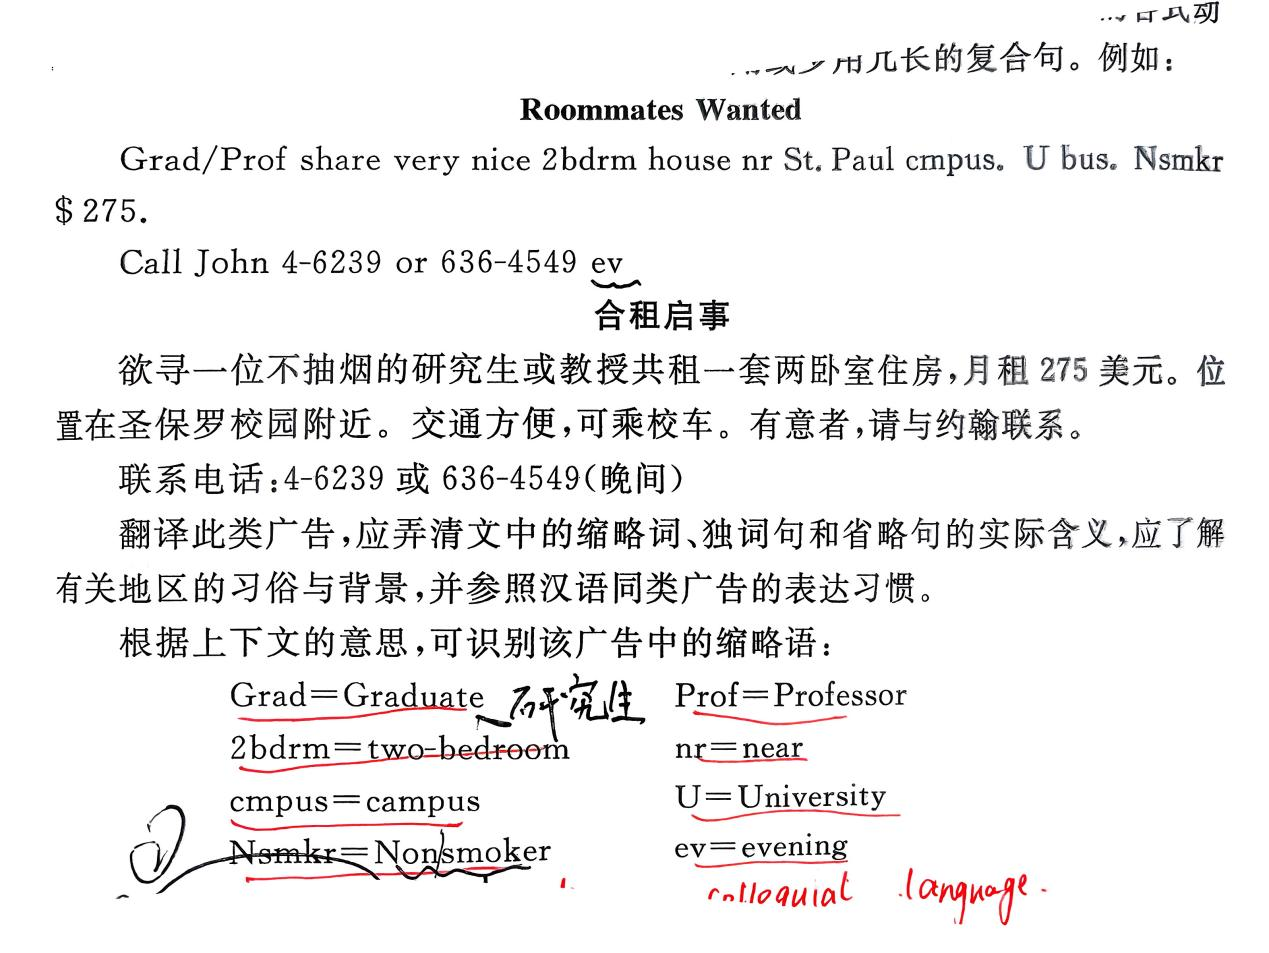 用几长的复合句。例如：
Roommates Wanted
Grad/Prof share very nice 2bdrm house nr St. Paul cmpus. U bus. Nsmkr
$275.
Call John 4-6239 or 636-4549 ev
合租启事
欲寻一位不抽烟的研究生或教授共租一套两卧室住房,月租 275 美元。位
置在圣保罗校园附近。交通方便,可乘校车。有意者,请与约翰联系。
联系电话:4-6239 或 636-4549(晚间)
翻译此类广告,应弄清文中的缩略词、独词句和省略句的实际含义,应了解
有关地区的习俗与背景,并参照汉语同类广告的表达习惯。
根据上下文的意思,可识别该广告中的缩略语:
Grad=Graduate 研究生 Prof=Professor
2bdrm=two-bedroom nr=near
cmpus=campus U=University
Nsmkr=Nonsmoker ev=evening
colloquial language.